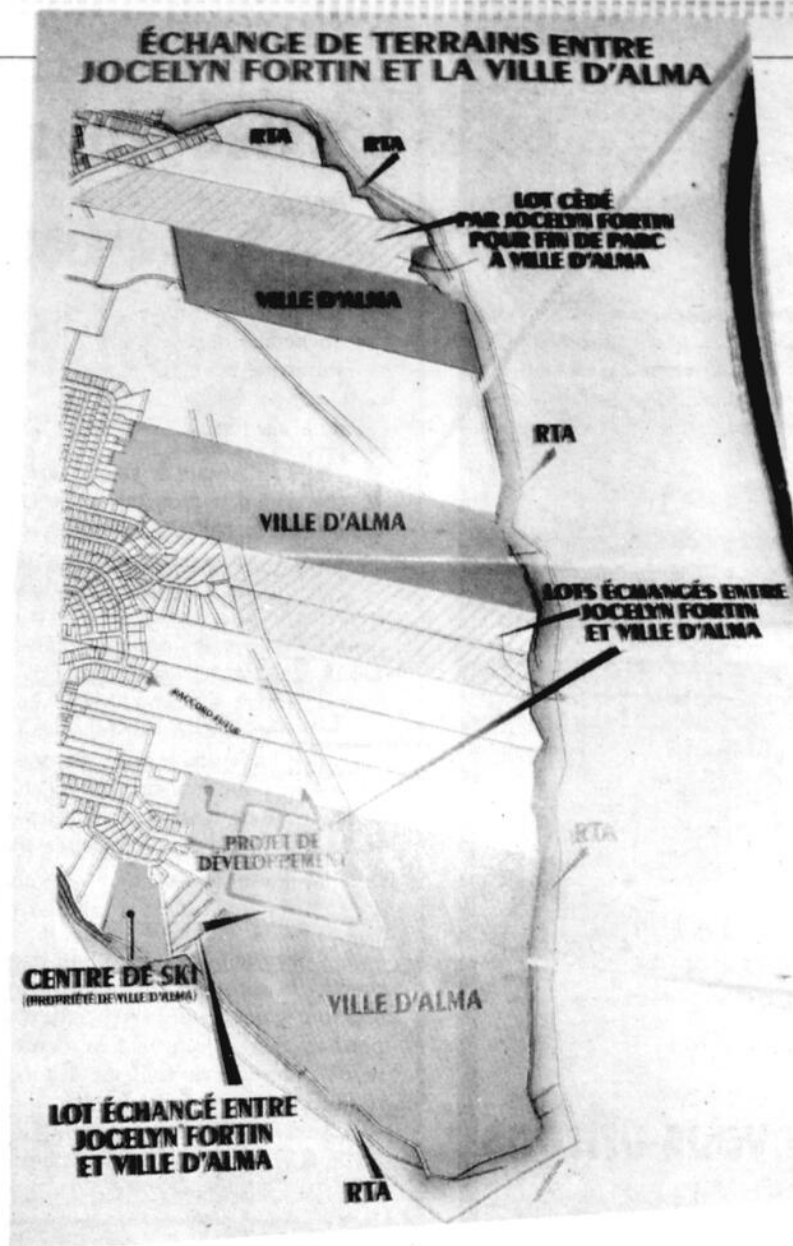 ÉCHANGE DE TERRAINS ENTRE
JOCELYN FORTIN ET LA VILLE D'ALMA
RTA
RTA
LOT CÉDÉ
PAR JOCELYN FORTIN
POUR FIN DE PARC
À VILLE D'ALMA
VILLE D'ALMA
RTA
VILLE D'ALMA
LOTS ÉCHANGÉS ENTRE
JOCELYN FORTIN
ET VILLE D'ALMA
RACCORD FUTUR
PROJET DE
DÉVELOPPEMENT
RTA
CENTRE DE SKI
(PROPRIÉTÉ DE VILLE D'ALMA)
VILLE D'ALMA
LOT ÉCHANGÉ ENTRE
JOCELYN FORTIN
ET VILLE D'ALMA
RTA